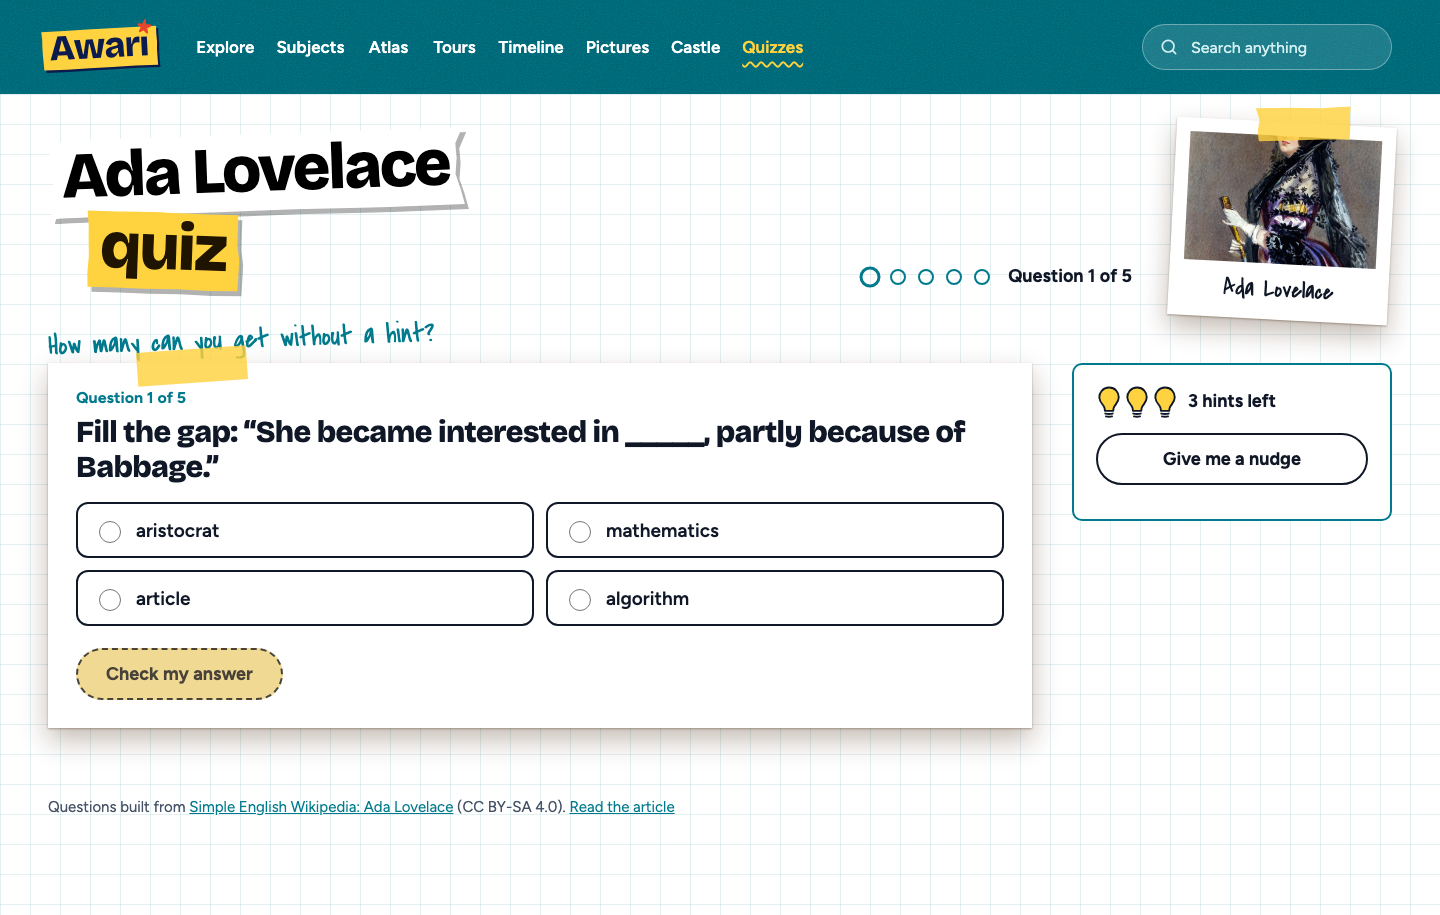 Awari
Explore Subjects Atlas Tours Timeline Pictures Castle Quizzes
Search anything
Ada Lovelace
quiz
Question 1 of 5
Ada Lovelace
How many can you get without a hint?
Question 1 of 5
Fill the gap: “She became interested in ______, partly because of
Babbage.”
aristocrat
mathematics
article
algorithm
Check my answer
3 hints left
Give me a nudge
Questions built from Simple English Wikipedia: Ada Lovelace (CC BY-SA 4.0). Read the article